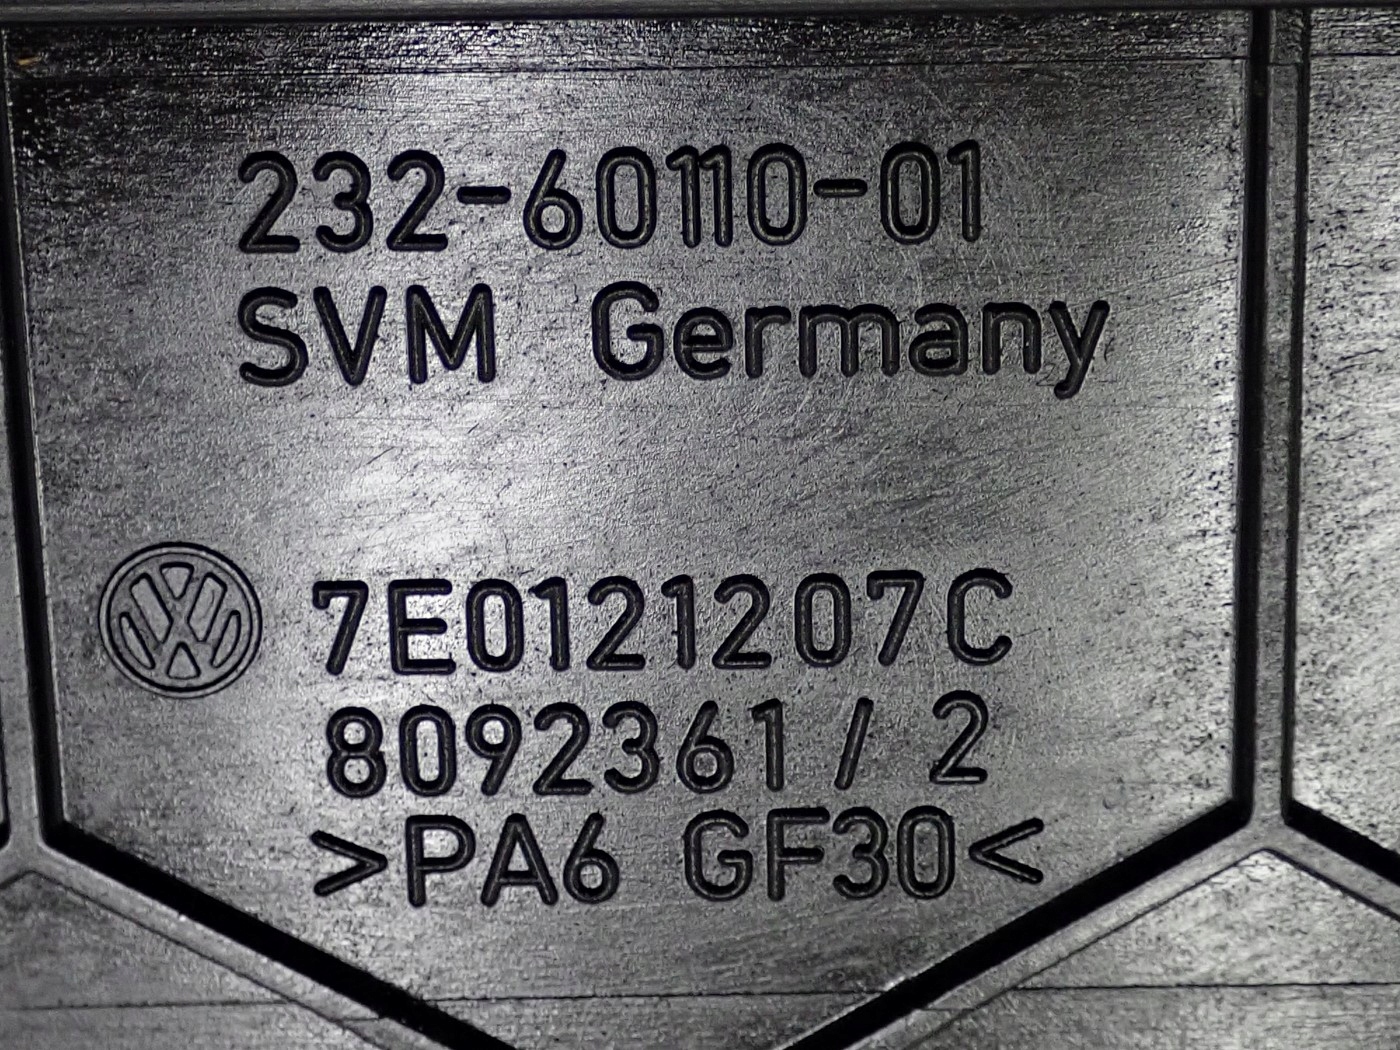 232-60110-01
SVM Germany
7E0121207C
8092361 / 2
>PA6 GF30<